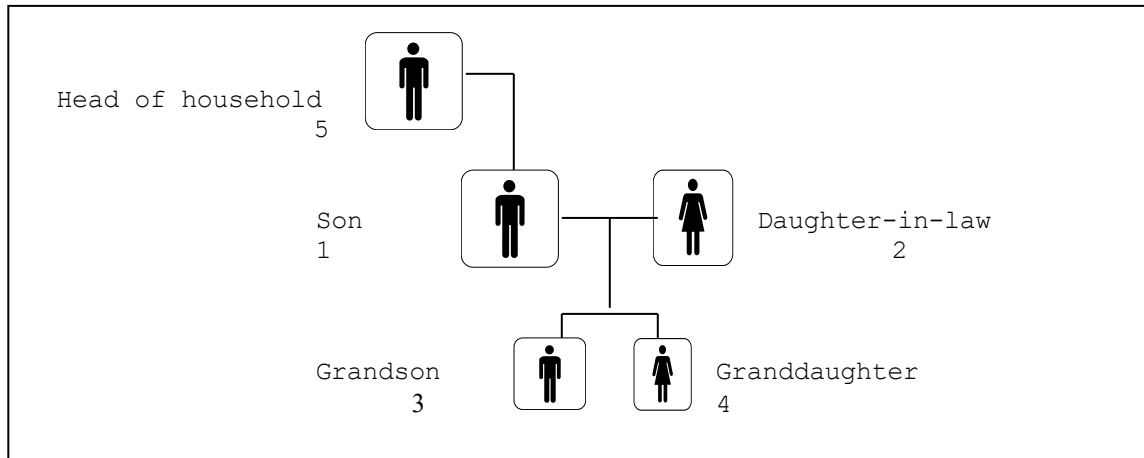 Head of household
5
Son
1
Daughter-in-law
2
Grandson
3
Granddaughter
4